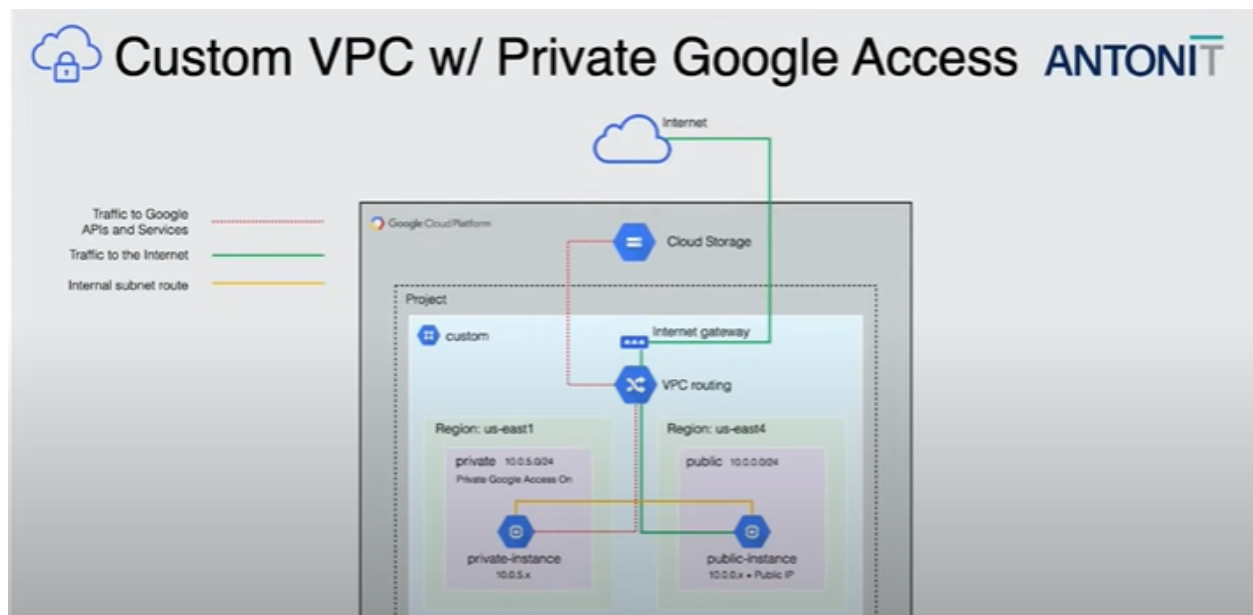 Custom VPC w/ Private Google Access
ANTONIT
Internet
Traffic to Google
APIs and Services
Traffic to the Internet
Internal subnet route
Google Cloud Platform
Cloud Storage
Project
custom
Internet gateway
VPC routing
Region: us-east1
Region: us-east4
private 10.0.5.0/24
Private Google Access On
public 10.0.0.0/24
private-instance
10.0.5.x
public-instance
10.0.0.x + Public IP